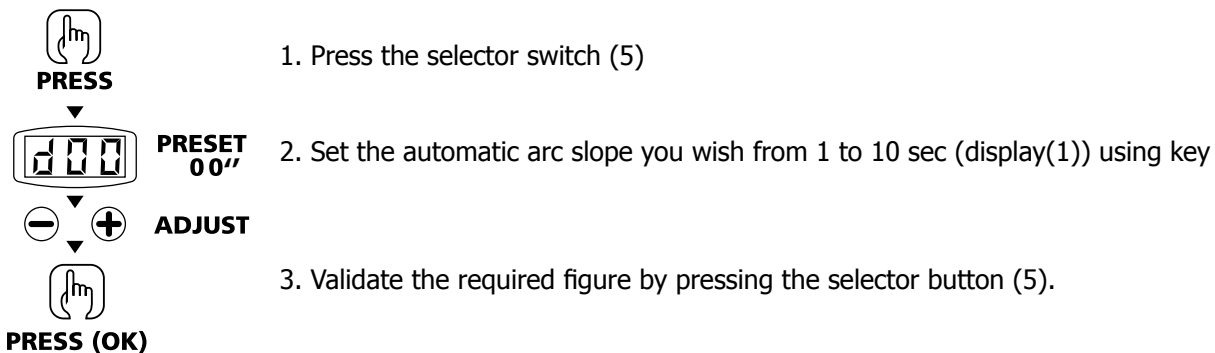 PRESS
1. Press the selector switch (5)
d00
PRESET
00″
2. Set the automatic arc slope you wish from 1 to 10 sec (display(1)) using key
ADJUST
3. Validate the required figure by pressing the selector button (5).
PRESS (OK)